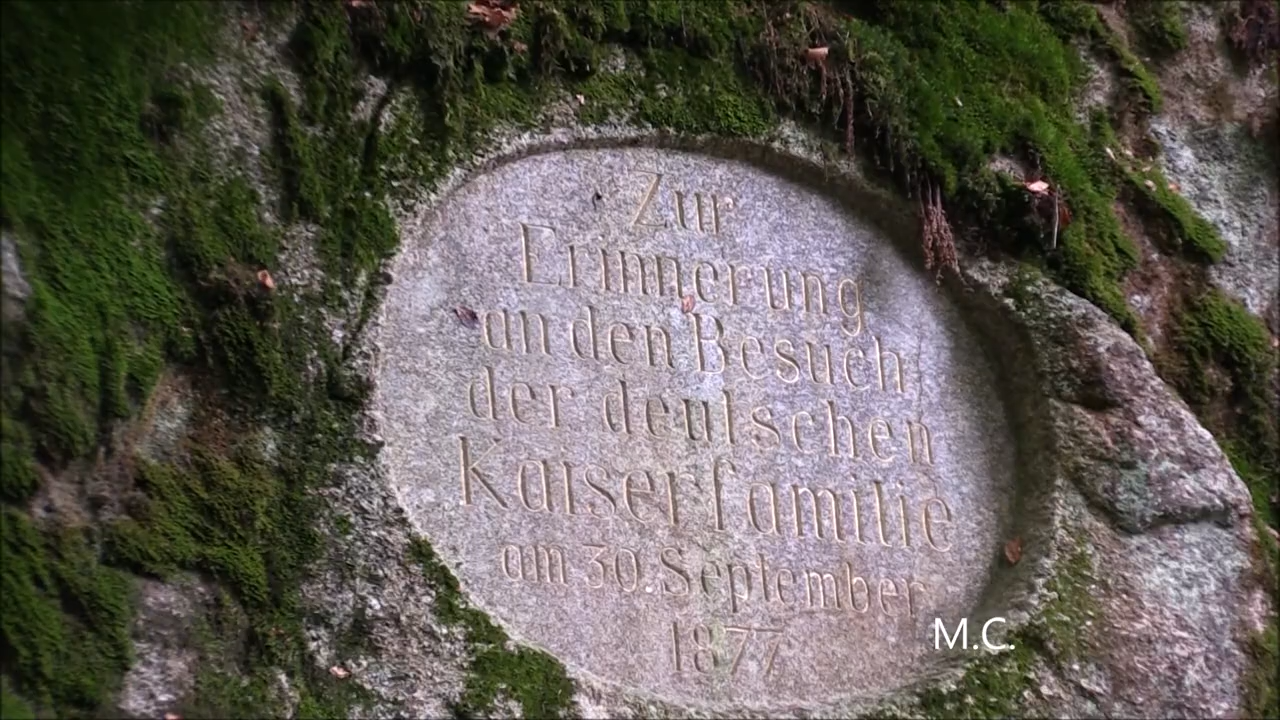 Zur
Erinnerung
an den Besuch
der deutschen
Kaiserfamilie
am 30. September
1877
M.C.